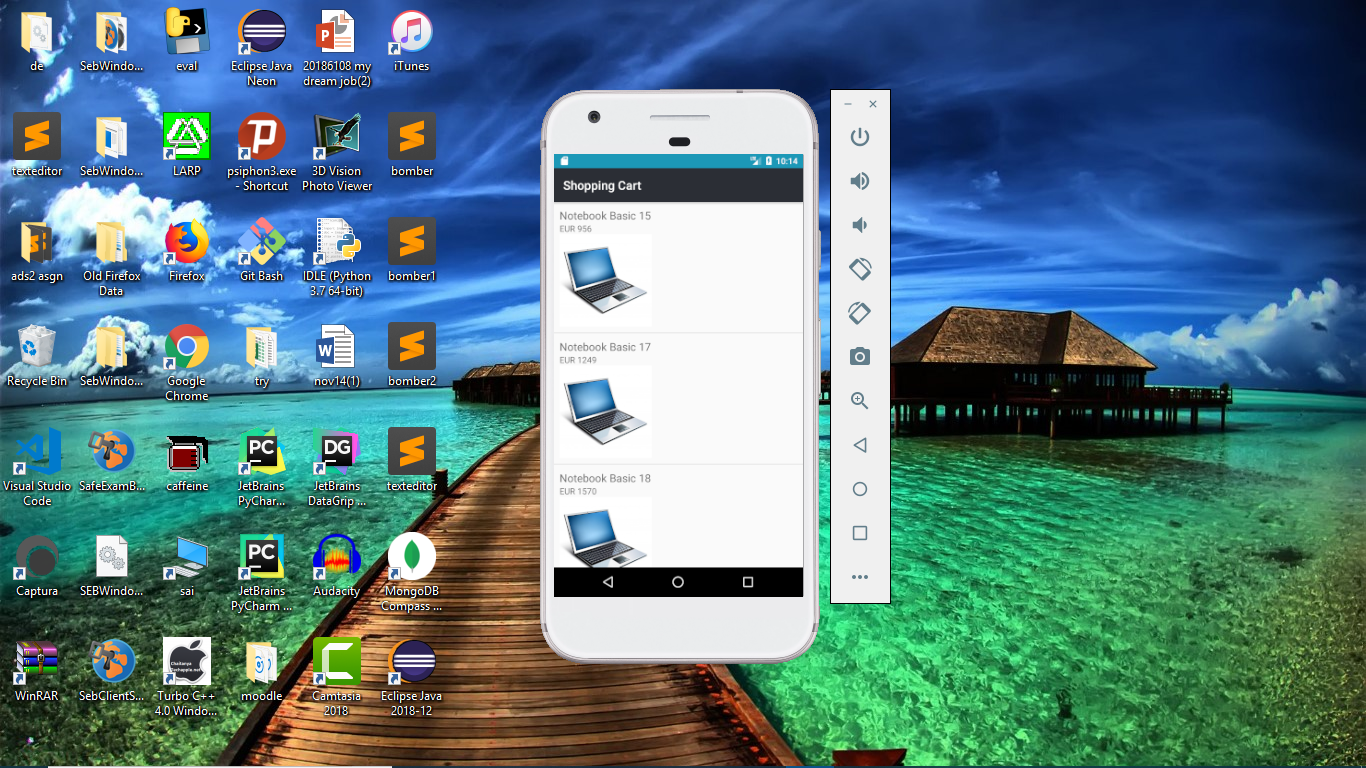 de
SebWindo...
eval
Eclipse Java
Neon
20186108 my
dream job(2)
iTunes
texteditor
SebWindo...
LARP
psiphon3.exe
- Shortcut
3D Vision
Photo Viewer
bomber
ads2 asgn
Old Firefox
Data
Firefox
Git Bash
IDLE (Python
3.7 64-bit)
bomber1
Recycle Bin
SebWindo...
Google
Chrome
try
nov14(1)
bomber2
Visual Studio
Code
SafeExamB...
caffeine
PC
JetBrains
PyChar...
DG
JetBrains
DataGrip ...
texteditor
Captura
SEBWindo...
sai
PC
JetBrains
PyCharm ...
Audacity
MongoDB
Compass ...
WinRAR
SebClientS...
Turbo C++
4.0 Windo...
moodle
Camtasia
2018
Eclipse Java
2018-12
10:14
Shopping Cart
Notebook Basic 15
EUR 956
Notebook Basic 17
EUR 1249
Notebook Basic 18
EUR 1570